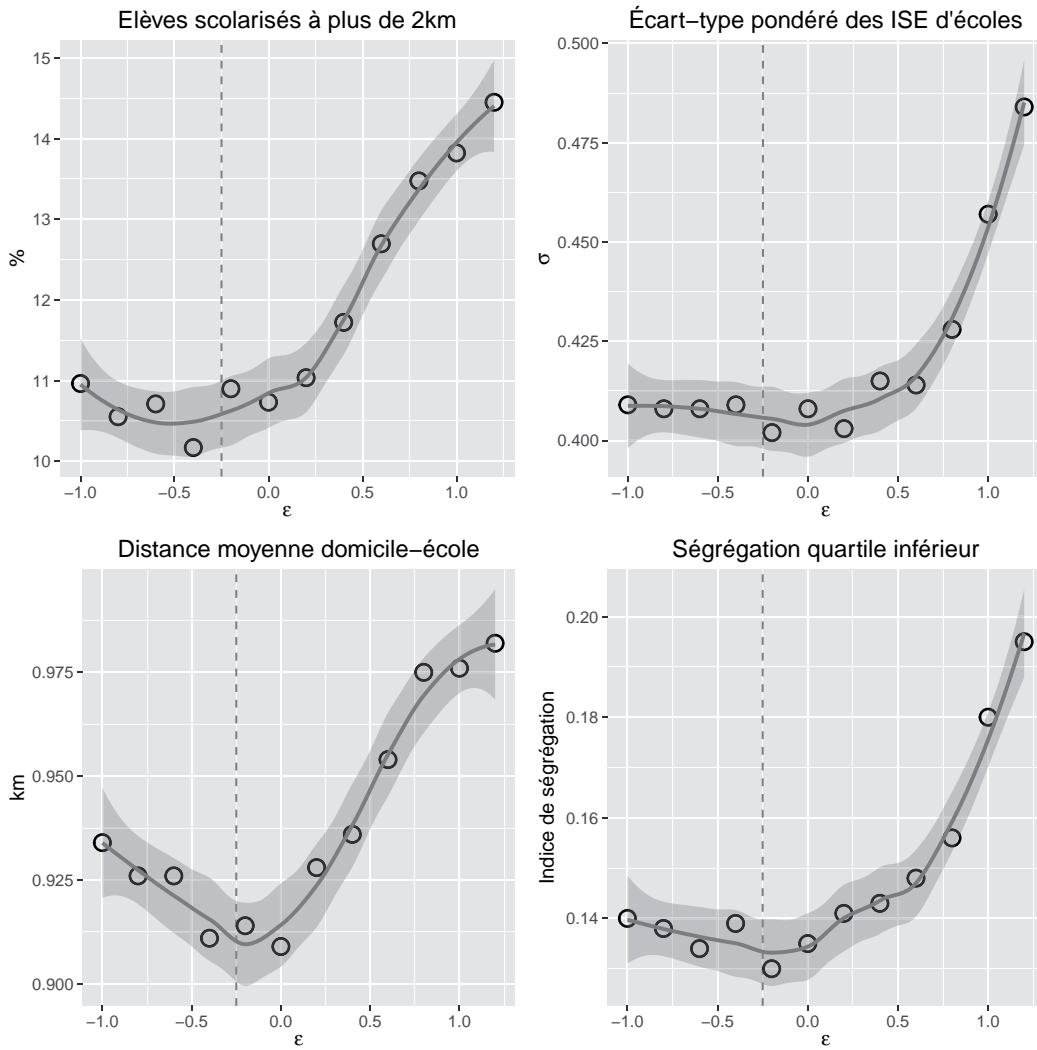 Elèves scolarisés à plus de 2km
15
14
13
12
11
10
%
−1.0 −0.5 0.0 0.5 1.0
ε
Écart−type pondéré des ISE d'écoles
0.500
0.475
0.450
0.425
0.400
σ
−1.0 −0.5 0.0 0.5 1.0
ε
Distance moyenne domicile−école
0.975
0.950
0.925
0.900
km
−1.0 −0.5 0.0 0.5 1.0
ε
Ségrégation quartile inférieur
0.20
0.18
0.16
0.14
Indice de ségrégation
−1.0 −0.5 0.0 0.5 1.0
ε